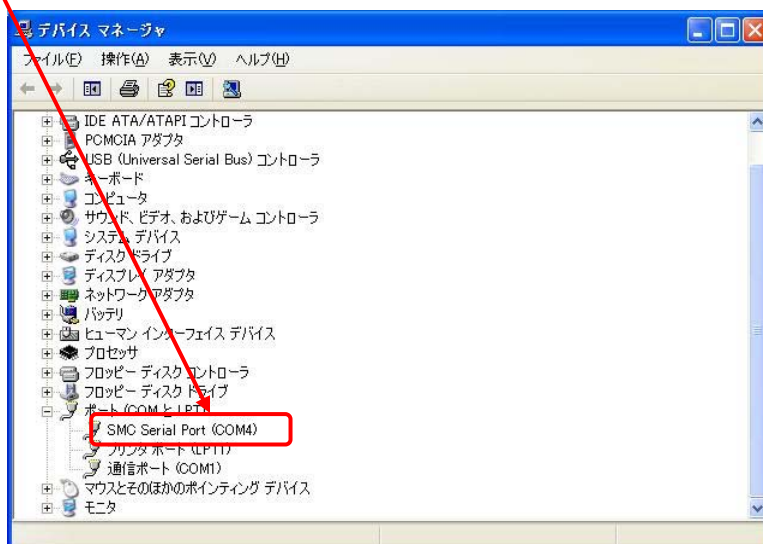 デバイス マネージャ
ファイル(F) 操作(A) 表示(V) ヘルプ(H)
IDE ATA/ATAPI コントローラ
PCMCIA アダプタ
USB (Universal Serial Bus) コントローラ
キーボード
コンピュータ
サウンド、ビデオ、およびゲーム コントローラ
システム デバイス
ディスク ドライブ
ディスプレイ アダプタ
ネットワーク アダプタ
バッテリ
ヒューマン インターフェイス デバイス
プロセッサ
フロッピー ディスク コントローラ
フロッピー ディスク ドライブ
ポート (COM と LPT)
SMC Serial Port (COM4)
プリンタ ポート (LPT1)
通信ポート (COM1)
マウスとそのほかのポインティング デバイス
モニタ